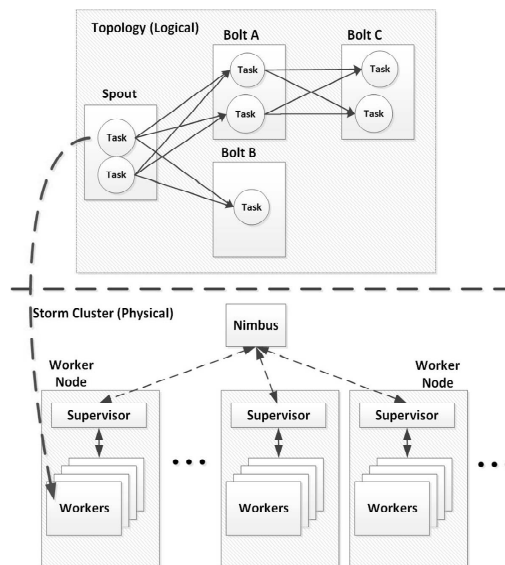 Topology (Logical)
Bolt A
Bolt C
Task
Task
Spout
Task
Task
Task
Task
Bolt B
Task
Storm Cluster (Physical)
Nimbus
Worker
Node
Worker
Node
Supervisor
Supervisor
Supervisor
...
...
Workers
Workers
Workers